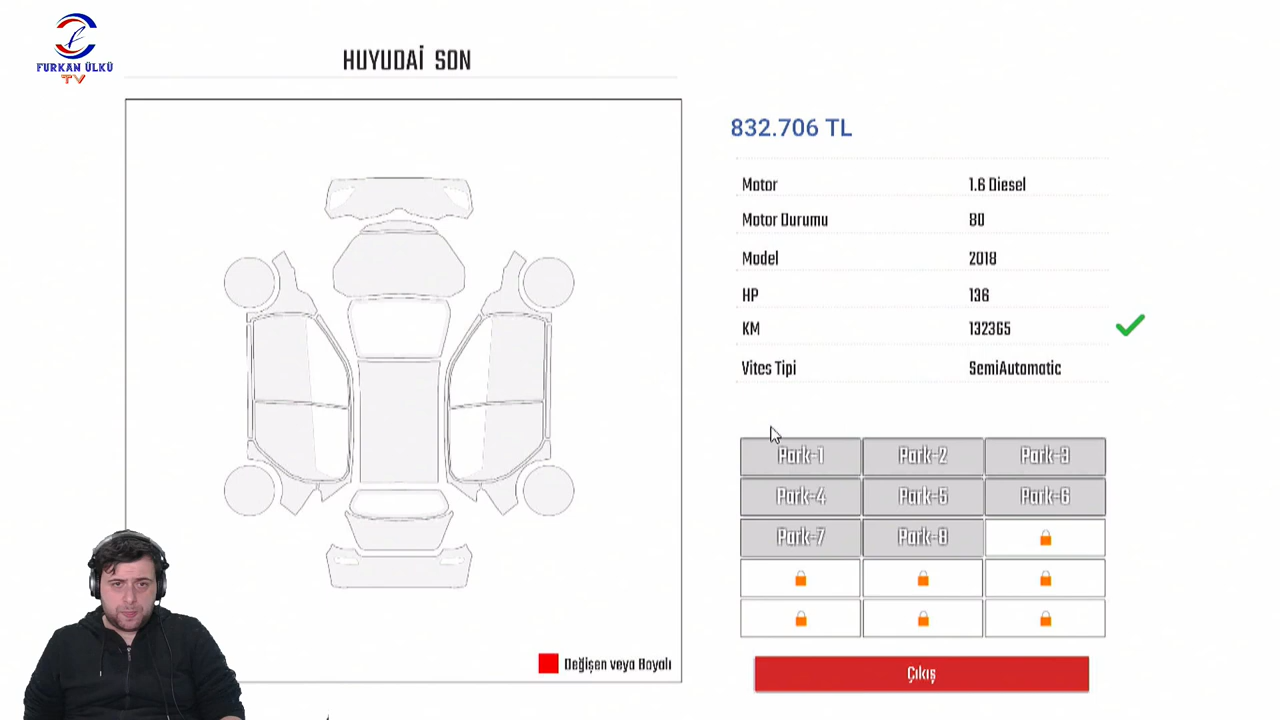 FURKAN ÜLKÜ
TV
HUYUDAİ SON
832.706 TL
Motor 1.6 Diesel
Motor Durumu 80
Model 2018
HP 136
KM 132365
Vites Tipi SemiAutomatic
Park-1 Park-2 Park-3
Park-4 Park-5 Park-6
Park-7 Park-8
Değişen veya Boyalı
Çıkış